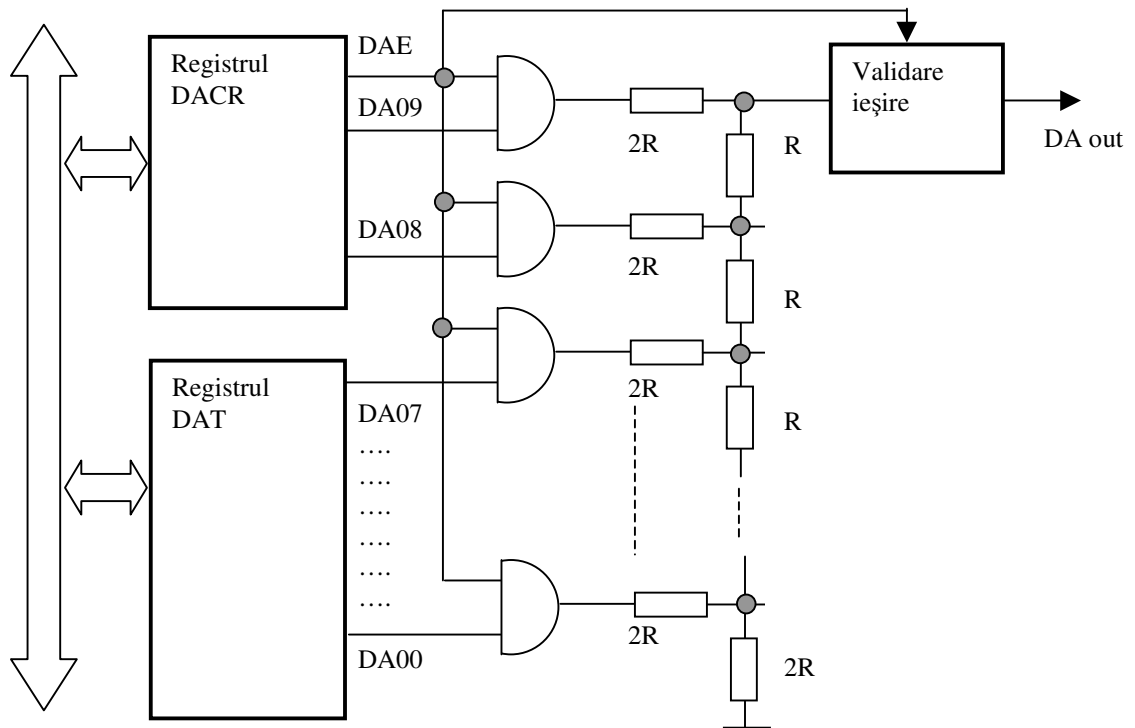 Registrul
DACR
DAE
DA09
DA08
2R
R
Validare
ieşire
DA out
2R
R
Registrul
DAT
DA07
2R
R
....
....
....
....
....
....
DA00
2R
2R